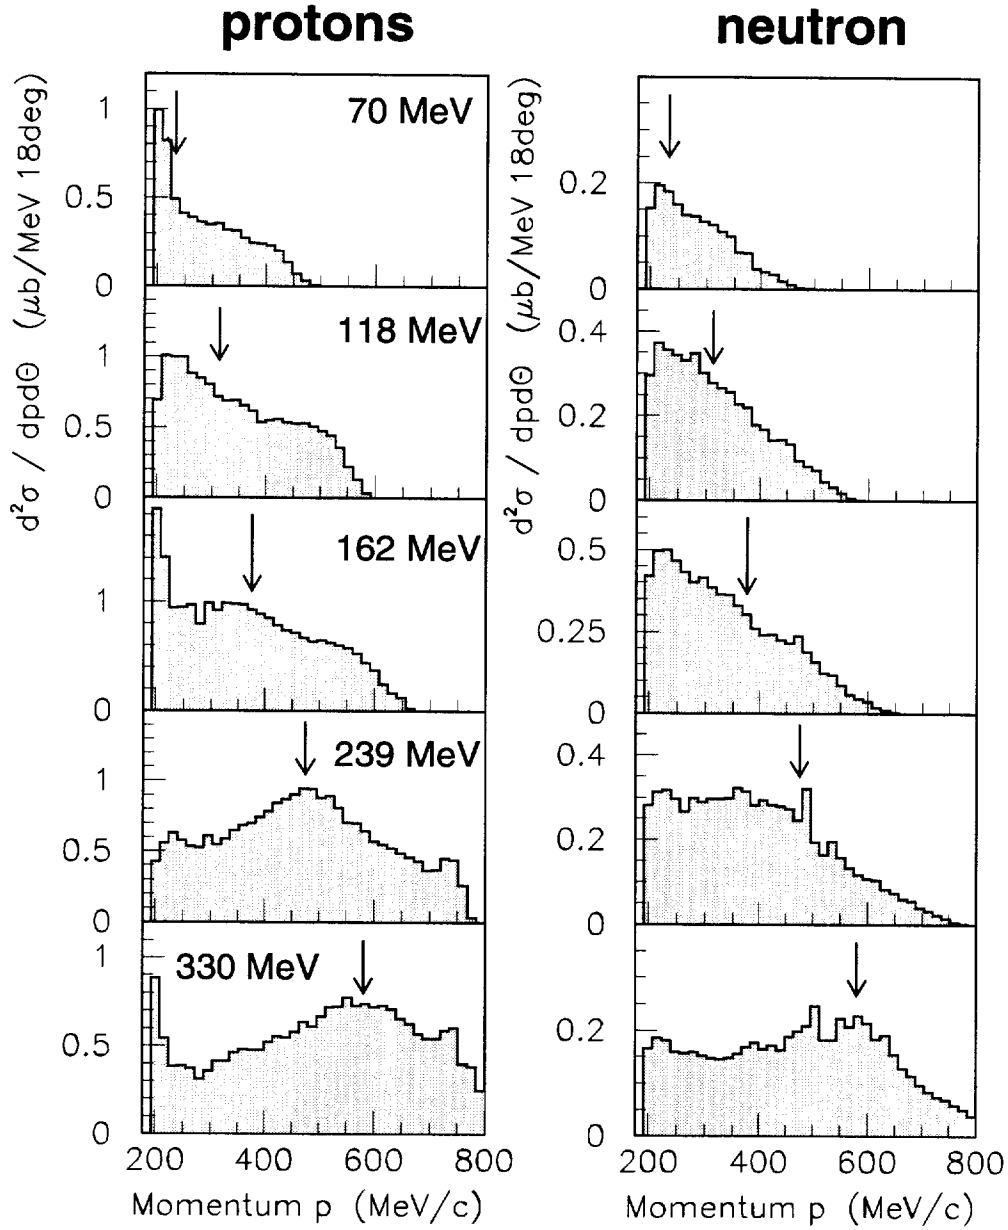 protons
neutron
d²σ / dpdΘ (μb/MeV 18deg)
1
0.5
0
70 MeV
1
0.5
0
118 MeV
1
0
162 MeV
1
0.5
0
239 MeV
1
0.5
0
330 MeV
200 400 600 800
Momentum p (MeV/c)
d²σ / dpdΘ (μb/MeV 18deg)
0.2
0
0.4
0.2
0
0.5
0.25
0
0.4
0.2
0
0.2
0
200 400 600 800
Momentum p (MeV/c)